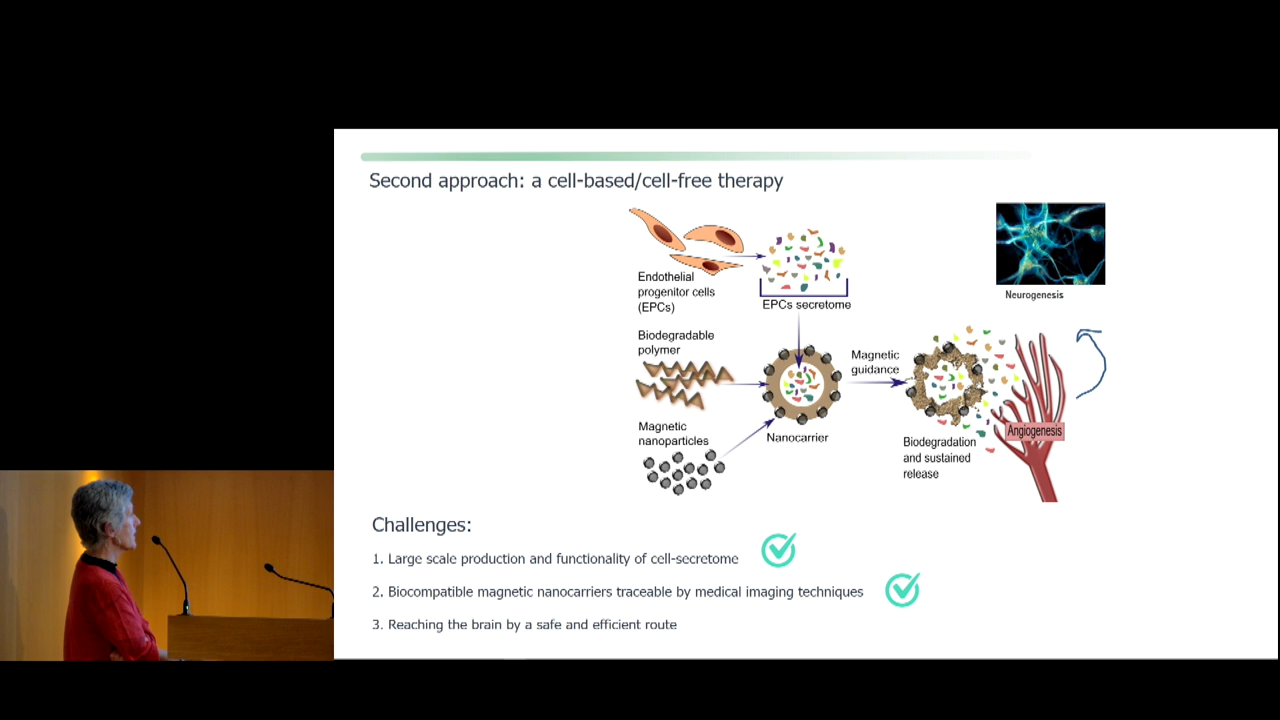 Second approach: a cell-based/cell-free therapy
Endothelial
progenitor cells
(EPCs)
EPCs secretome
Neurogenesis
Biodegradable
polymer
Magnetic
guidance
Magnetic
nanoparticles
Nanocarrier
Biodegradation
and sustained
release
Angiogenesis
Challenges:
1. Large scale production and functionality of cell-secretome
2. Biocompatible magnetic nanocarriers traceable by medical imaging techniques
3. Reaching the brain by a safe and efficient route